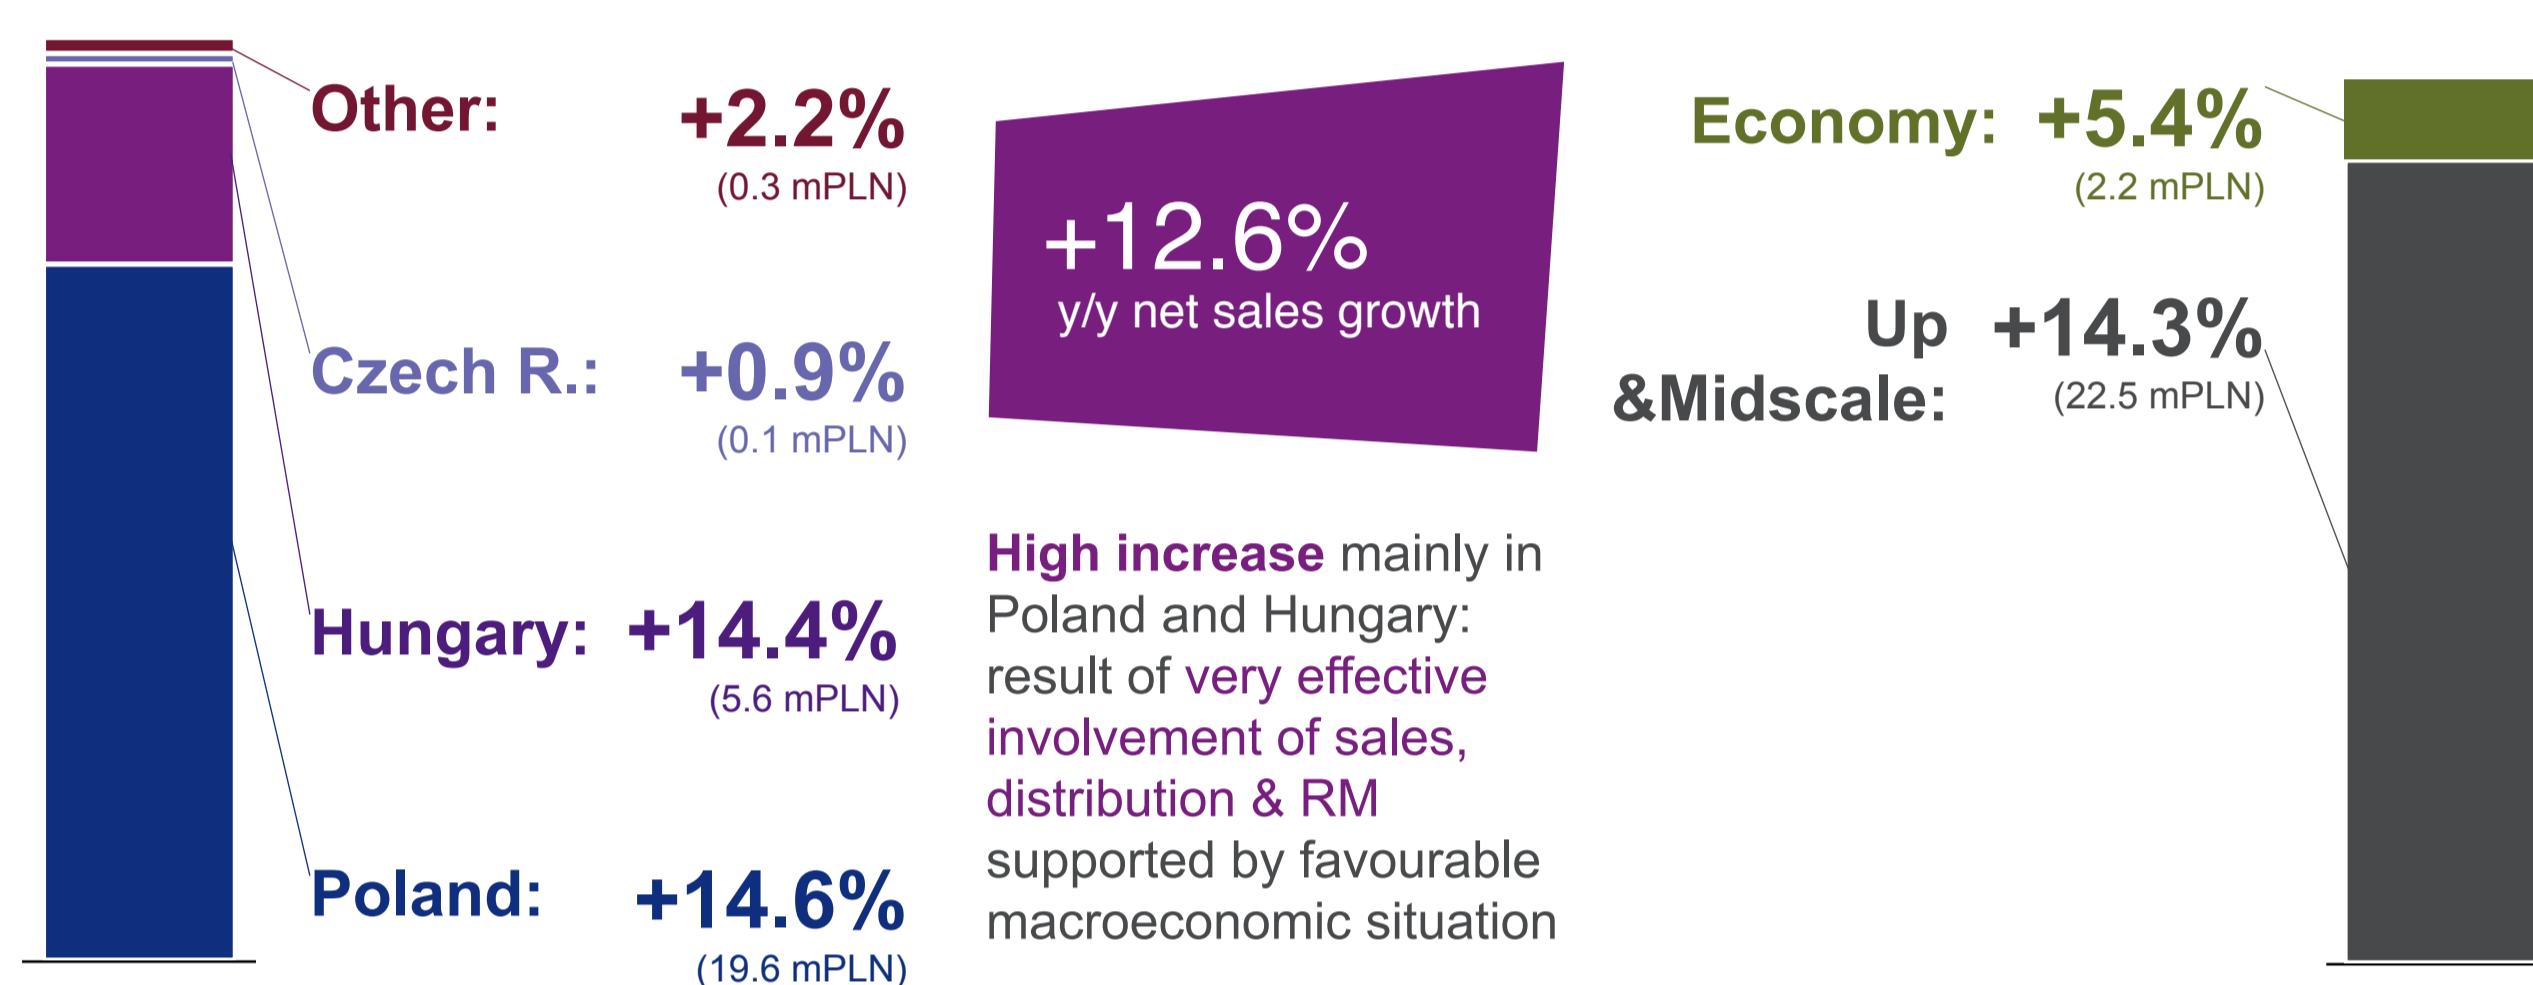 Other: +2.2%
(0.3 mPLN)
Czech R.: +0.9%
(0.1 mPLN)
Hungary: +14.4%
(5.6 mPLN)
Poland: +14.6%
(19.6 mPLN)
+12.6%
y/y net sales growth
High increase mainly in
Poland and Hungary:
result of very effective
involvement of sales,
distribution & RM
supported by favourable
macroeconomic situation
Economy: +5.4%
(2.2 mPLN)
Up +14.3%
&Midscale: (22.5 mPLN)